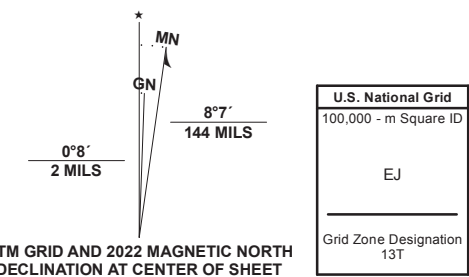 MN
GN
8°7´
144 MILS
0°8´
2 MILS
TM GRID AND 2022 MAGNETIC NORTH
DECLINATION AT CENTER OF SHEET
U.S. National Grid
100,000 - m Square ID
EJ
Grid Zone Designation
13T